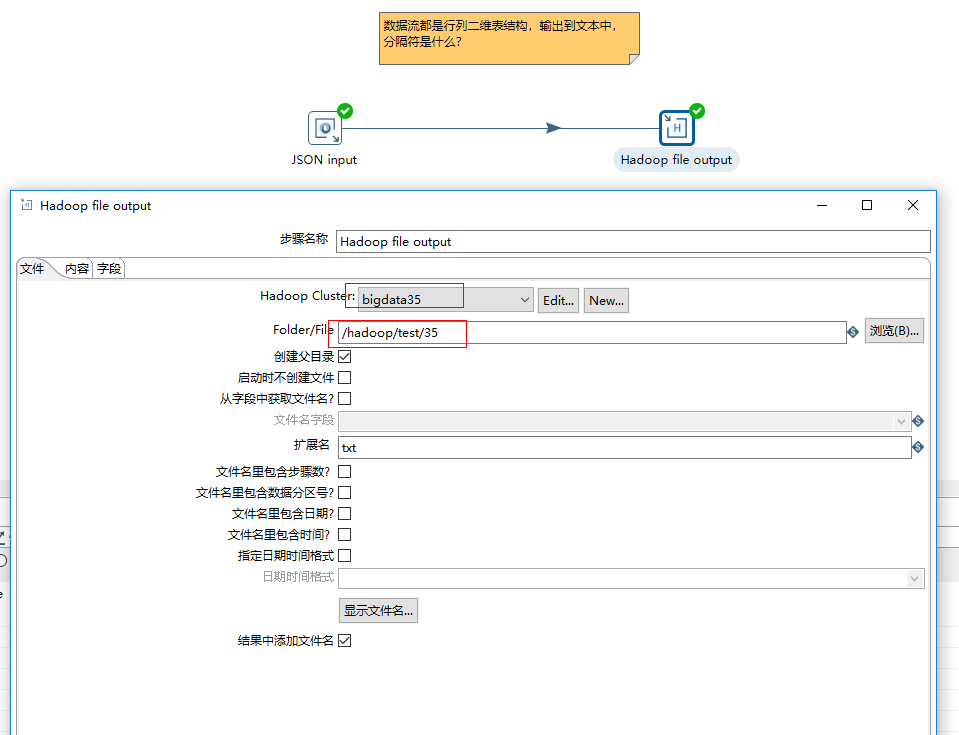 数据流都是行列二维表结构，输出到文本中，
分隔符是什么？
JSON input
Hadoop file output
Hadoop file output
步骤名称 Hadoop file output
文件 内容 字段
Hadoop Cluster: bigdata35 Edit... New...
Folder/File /hadoop/test/35 浏览(B)...
创建父目录
启动时不创建文件
从字段中获取文件名?
文件名字段
扩展名 txt
文件名里包含步骤数?
文件名里包含数据分区号?
文件名里包含日期?
文件名里包含时间?
指定日期时间格式
日期时间格式
显示文件名...
结果中添加文件名